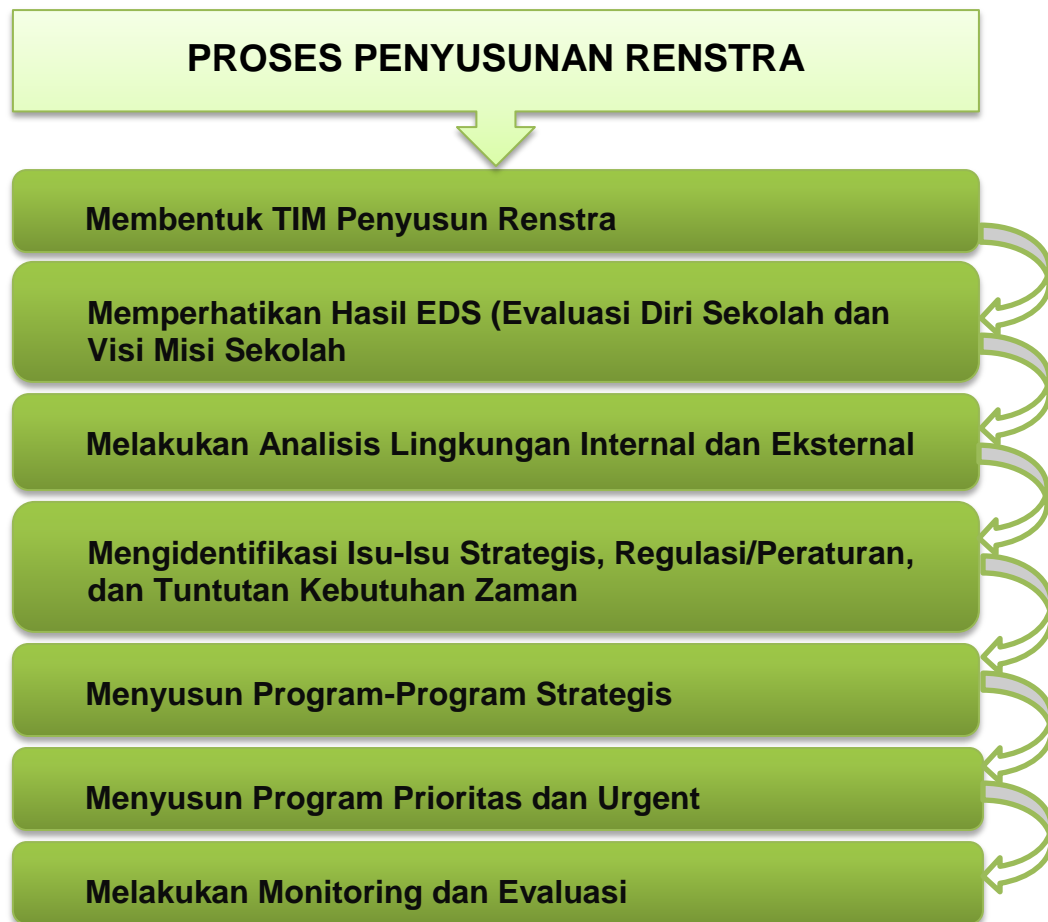 PROSES PENYUSUNAN RENSTRA
Membentuk TIM Penyusun Renstra
Memperhatikan Hasil EDS (Evaluasi Diri Sekolah dan
Visi Misi Sekolah
Melakukan Analisis Lingkungan Internal dan Eksternal
Mengidentifikasi Isu-Isu Strategis, Regulasi/Peraturan,
dan Tuntutan Kebutuhan Zaman
Menyusun Program-Program Strategis
Menyusun Program Prioritas dan Urgent
Melakukan Monitoring dan Evaluasi